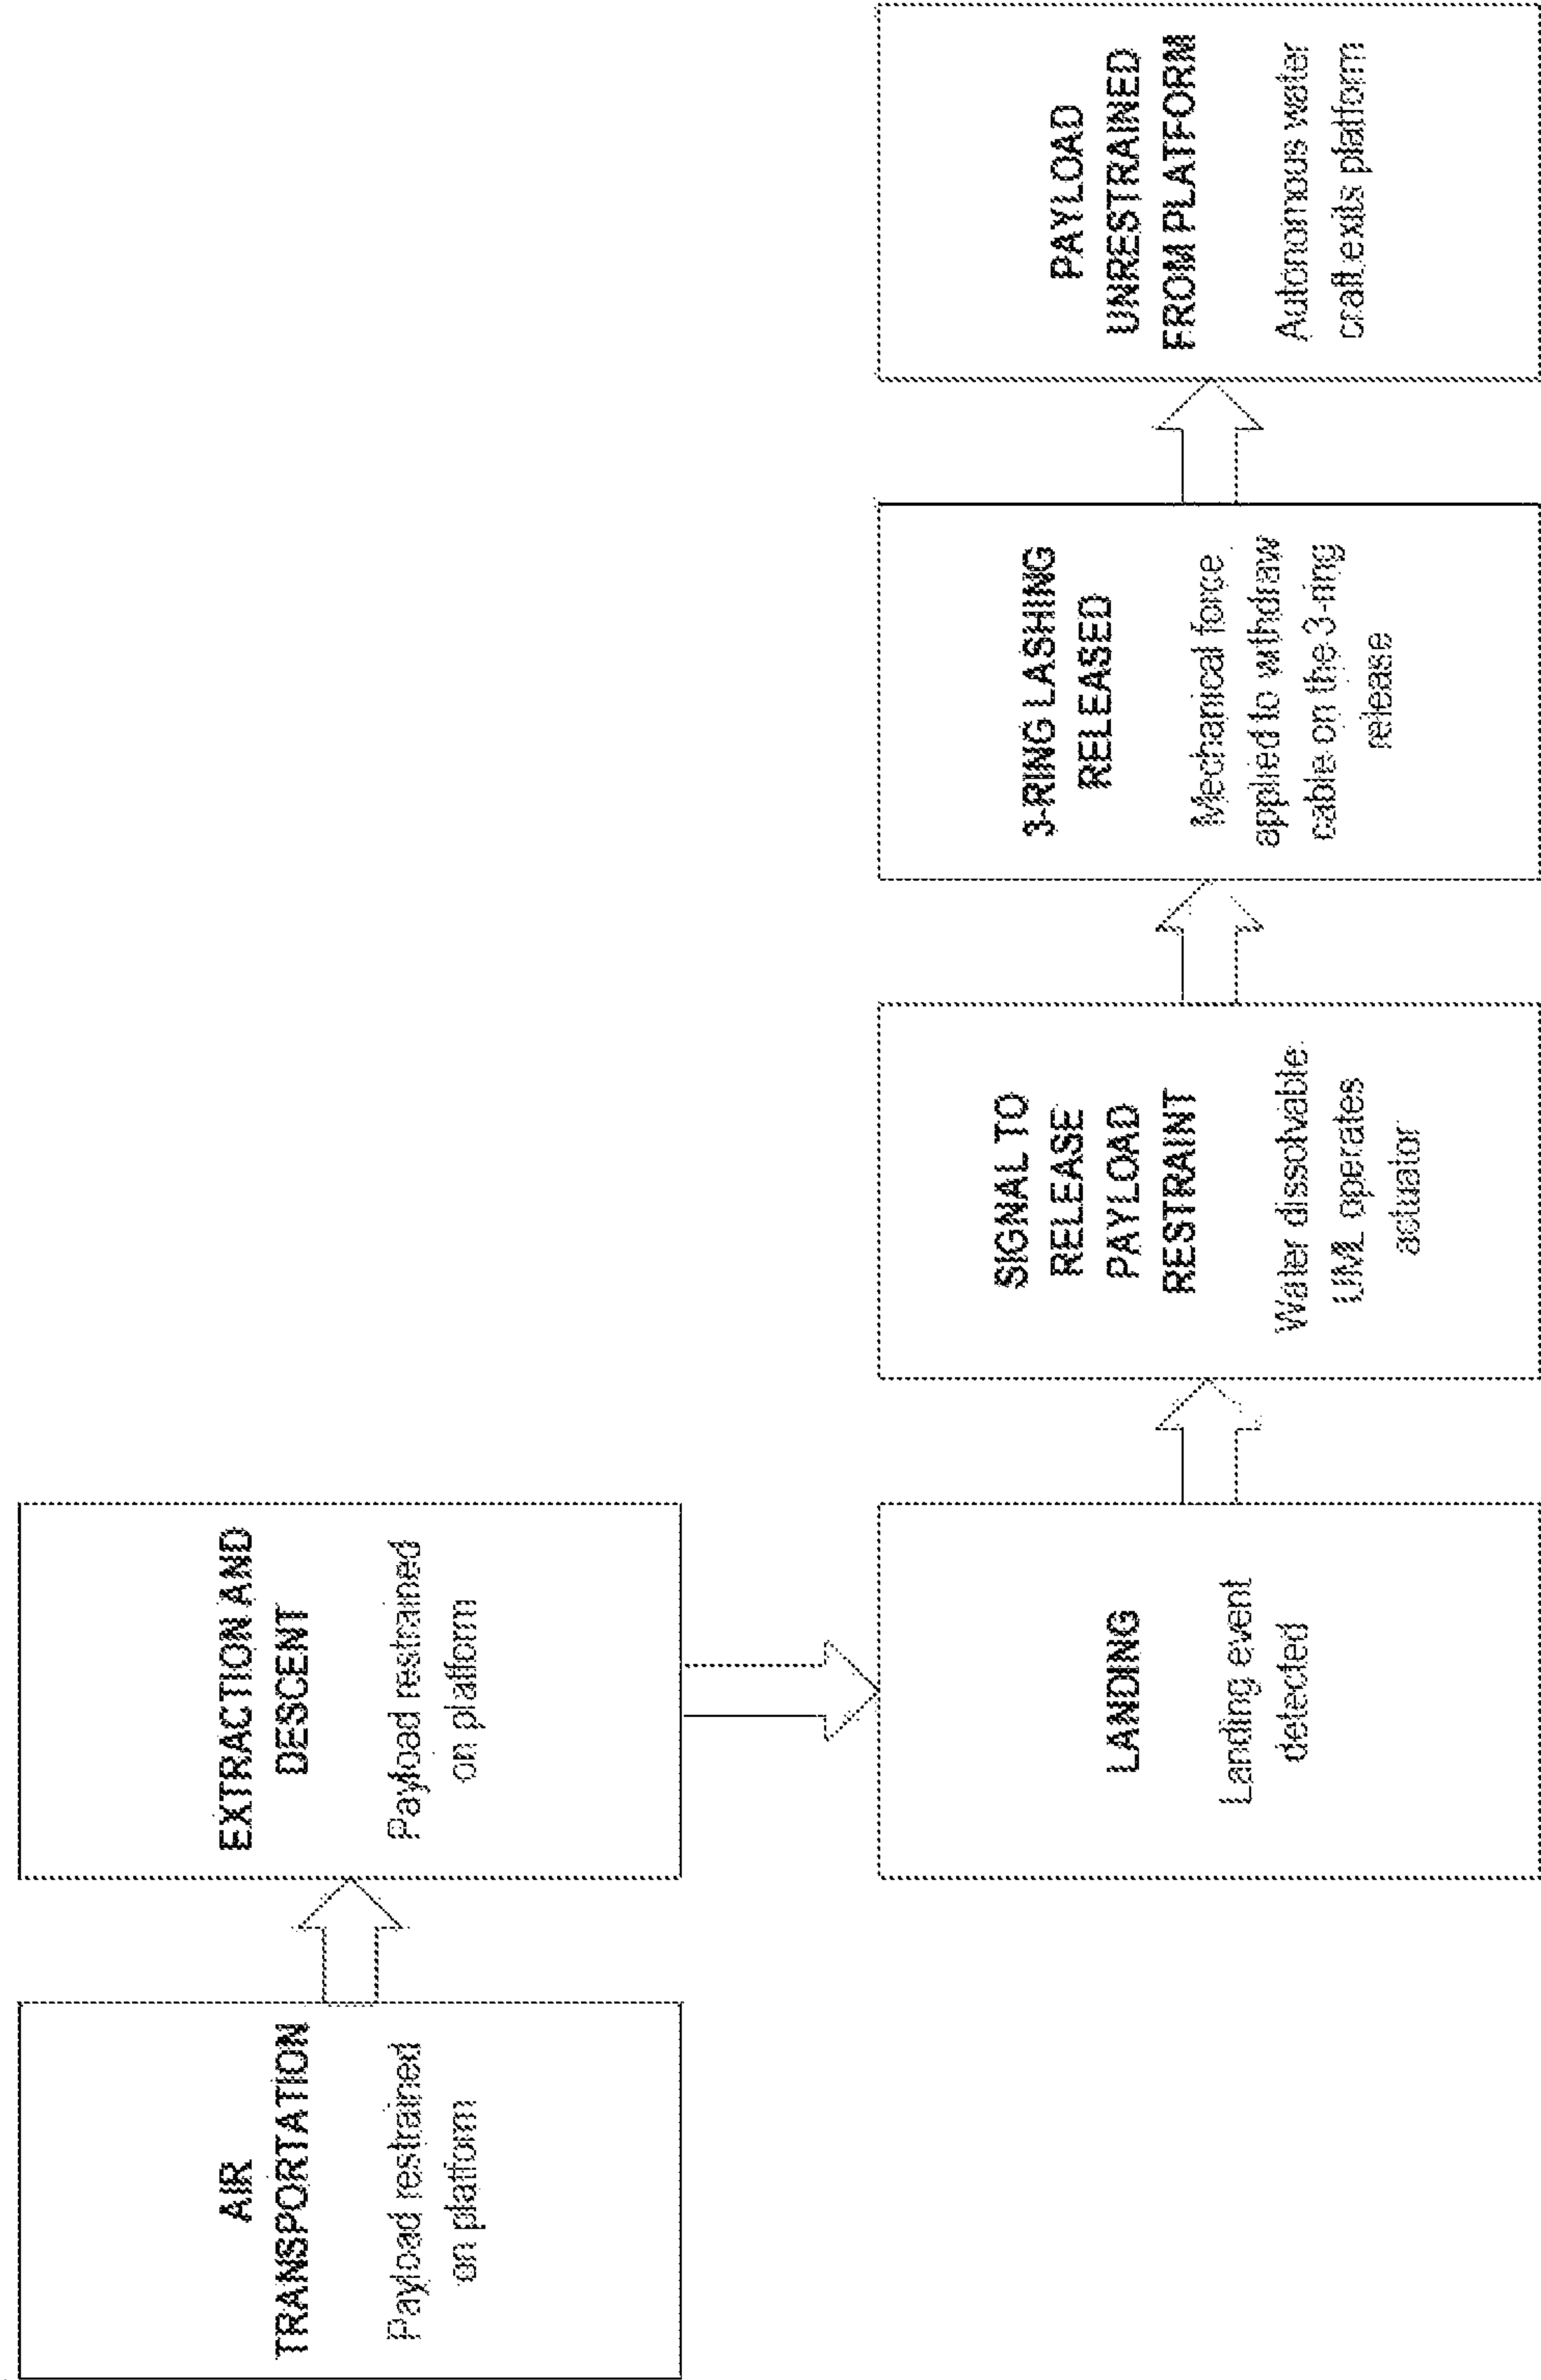 AIR
TRANSPORTATION
Payload restrained
on platform
EXTRACTION AND
DESCENT
Payload restrained
on platform
LANDING
Landing event
detected
SIGNAL TO
RELEASE
PAYLOAD
RESTRAINT
Water dissolvable
UML operates
actuator
3-RING LASHING
RELEASED
Mechanical force
applied to withdraw
cable on the 3-ring
release
PAYLOAD
UNRESTRAINED
FROM PLATFORM
Autonomous water
craft exits platform